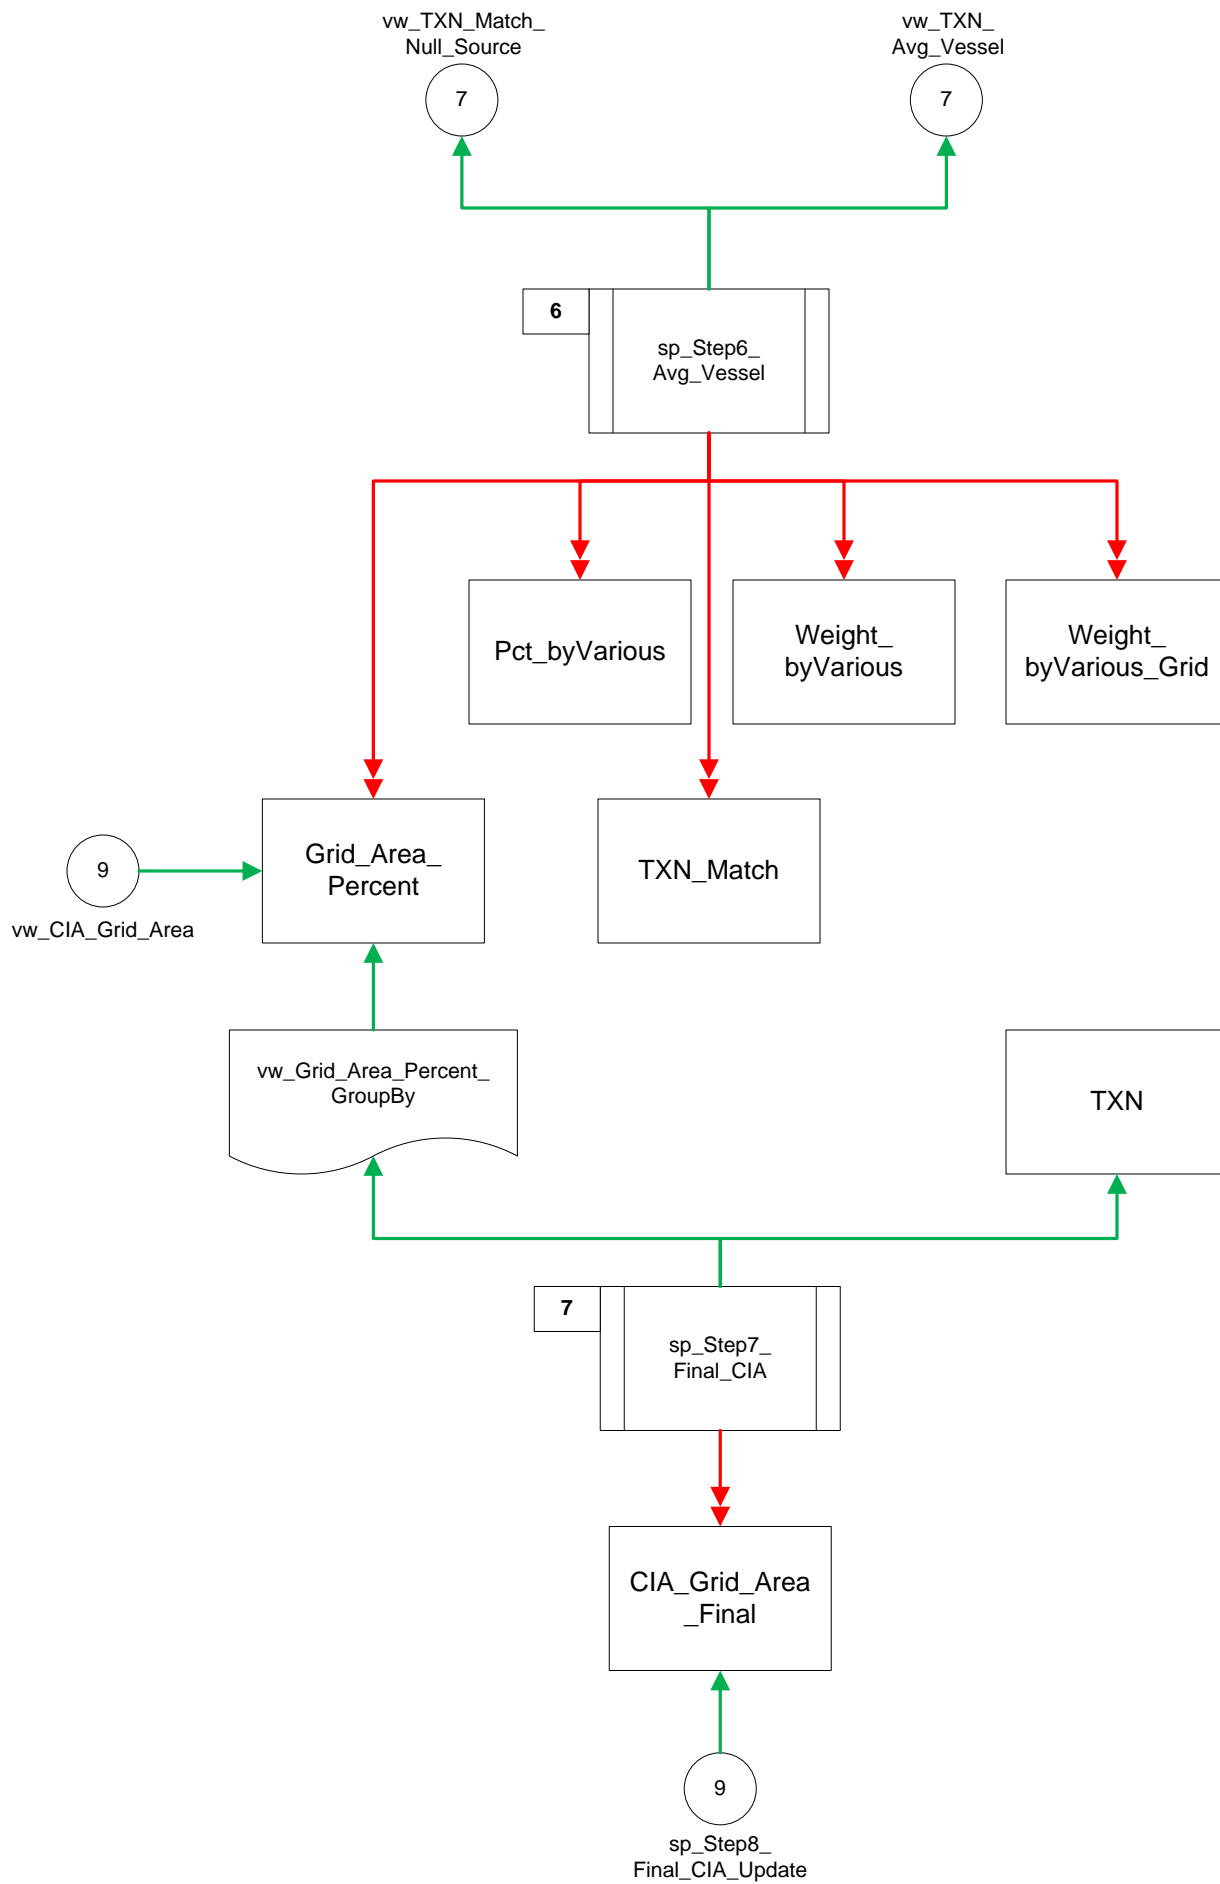 vw_TXN_Match_
Null_Source
vw_TXN_
Avg_Vessel
7
7
6
sp_Step6_
Avg_Vessel
Pct_byVarious
Weight_
byVarious
Weight_
byVarious_Grid
Grid_Area_
Percent
TXN_Match
9
vw_CIA_Grid_Area
vw_Grid_Area_Percent_
GroupBy
TXN
7
sp_Step7_
Final_CIA
CIA_Grid_Area
_Final
9
sp_Step8_
Final_CIA_Update